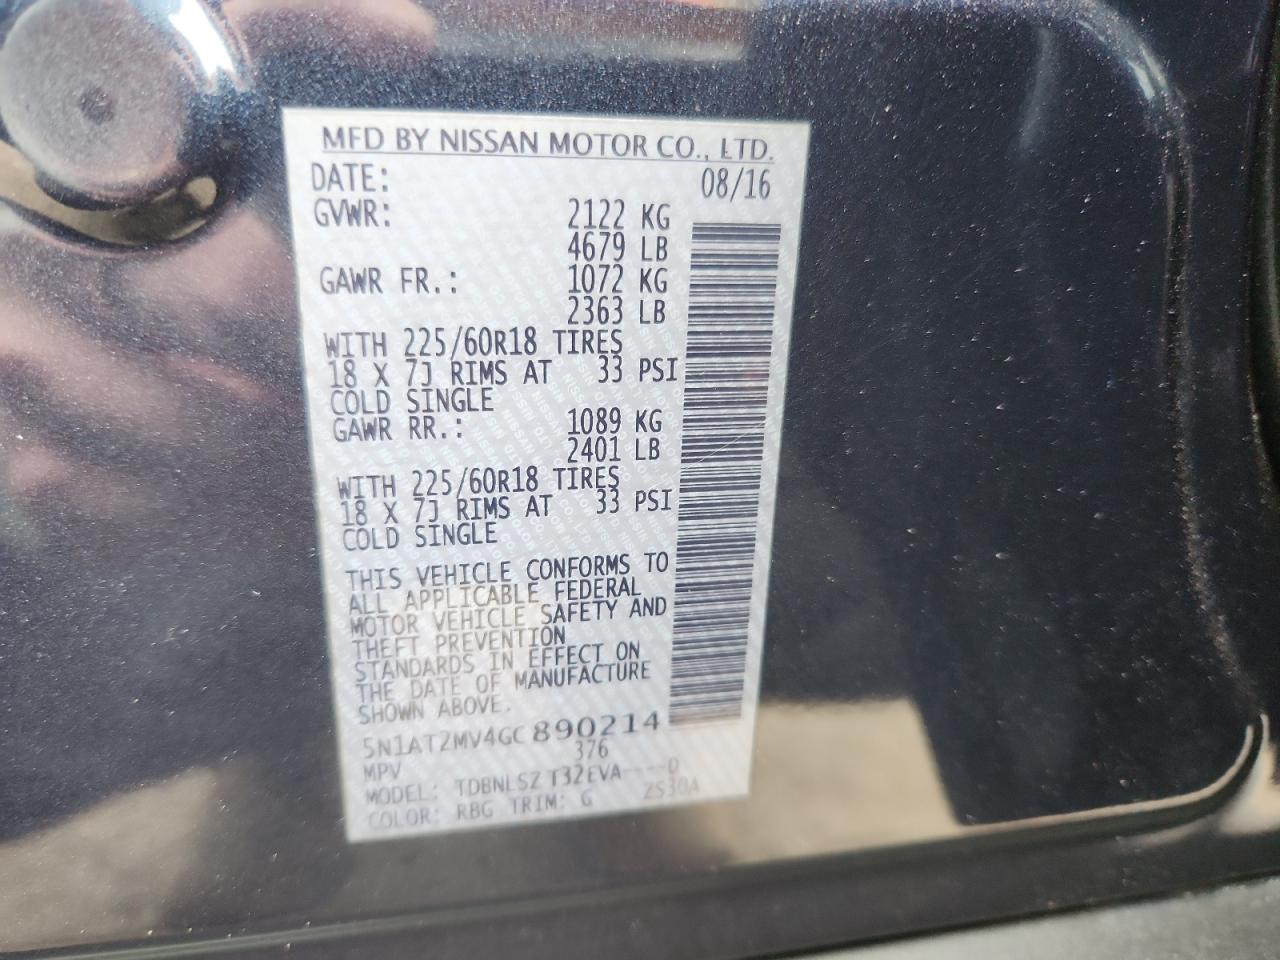 MFD BY NISSAN MOTOR CO., LTD.
DATE: 08/16
GVWR: 2122 KG
4679 LB
GAWR FR.: 1072 KG
2363 LB
WITH 225/60R18 TIRES
18 X 7J RIMS AT 33 PSI
COLD SINGLE
GAWR RR.: 1089 KG
2401 LB
WITH 225/60R18 TIRES
18 X 7J RIMS AT 33 PSI
COLD SINGLE
THIS VEHICLE CONFORMS TO
ALL APPLICABLE FEDERAL
MOTOR VEHICLE SAFETY AND
THEFT PREVENTION
STANDARDS IN EFFECT ON
THE DATE OF MANUFACTURE
SHOWN ABOVE.
5N1AT2MV4GC890214
MPV 376
MODEL: TDBNLSZ T32EVA----0
COLOR: RBG TRIM: G ZS30A